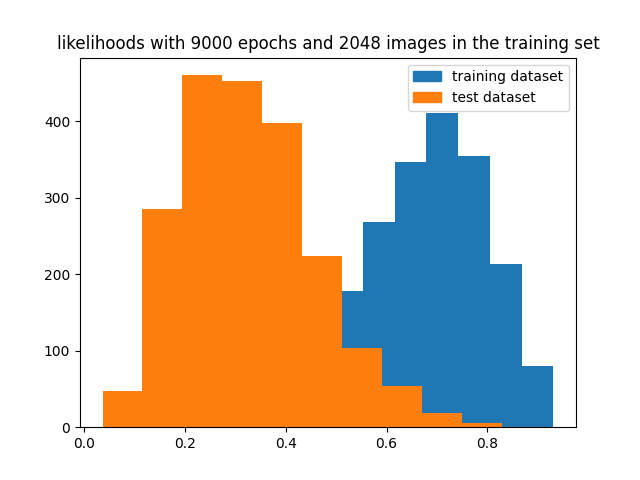 likelihoods with 9000 epochs and 2048 images in the training set
training dataset
test dataset
400
300
200
100
0
0.0 0.2 0.4 0.6 0.8